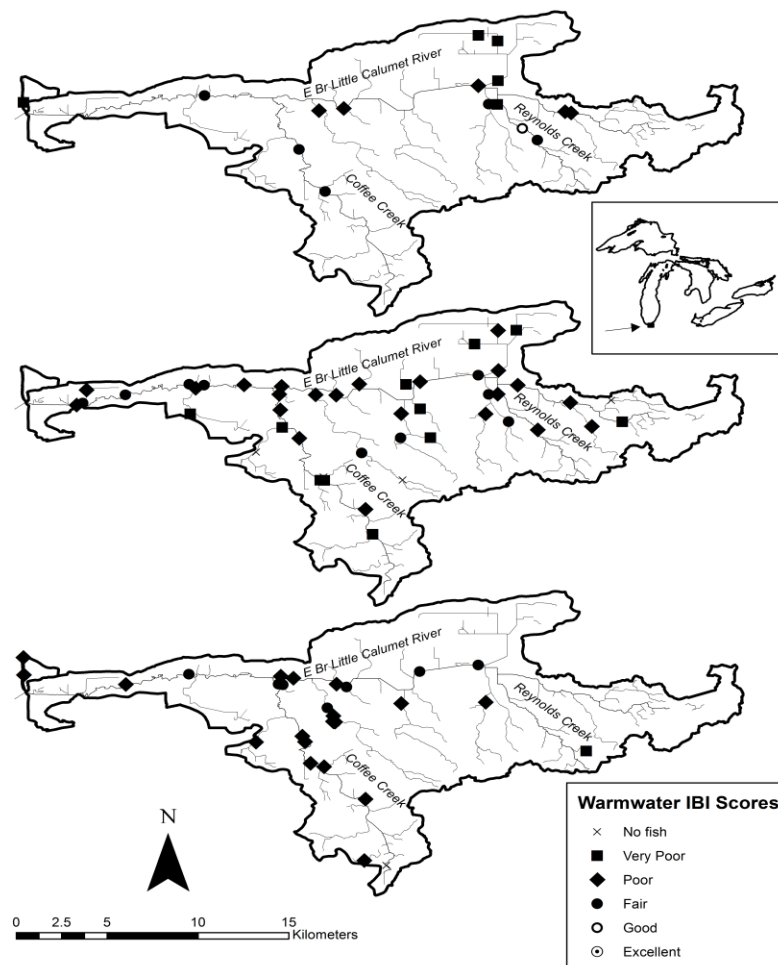 E Br Little Calumet River
Reynolds Creek
Coffee Creek
E Br Little Calumet River
Reynolds Creek
Coffee Creek
E Br Little Calumet River
Reynolds Creek
Coffee Creek
N
0 2.5 5 10 15
Kilometers
Warmwater IBI Scores
No fish
Very Poor
Poor
Fair
Good
Excellent